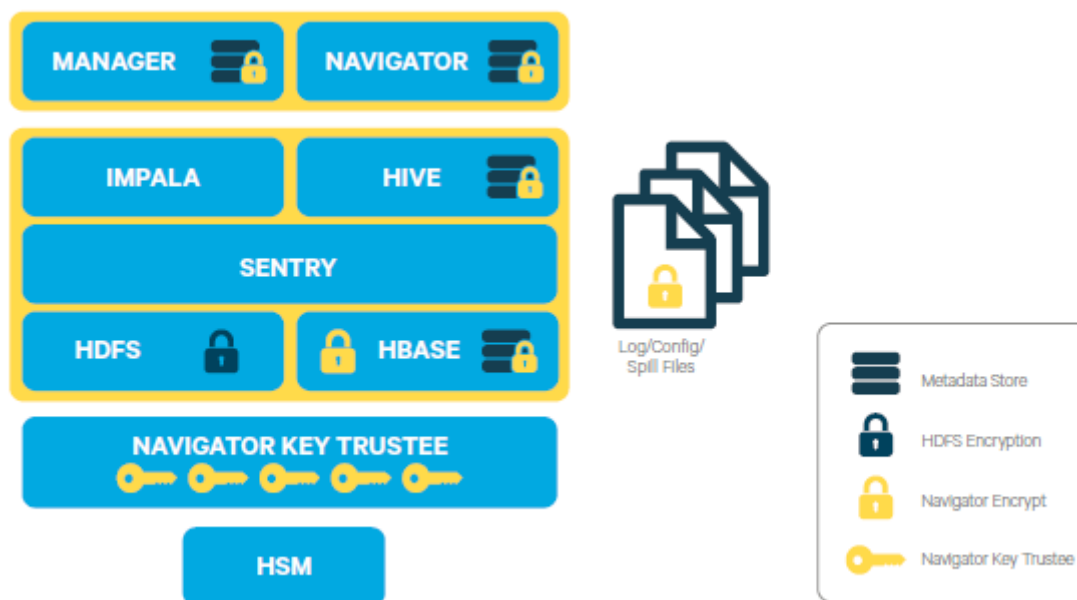 MANAGER
NAVIGATOR
IMPALA
HIVE
SENTRY
HDFS
HBASE
NAVIGATOR KEY TRUSTEE
HSM
Log/Config/
Spill Files
Metadata Store
HDFS Encryption
Navigator Encrypt
Navigator Key Trustee